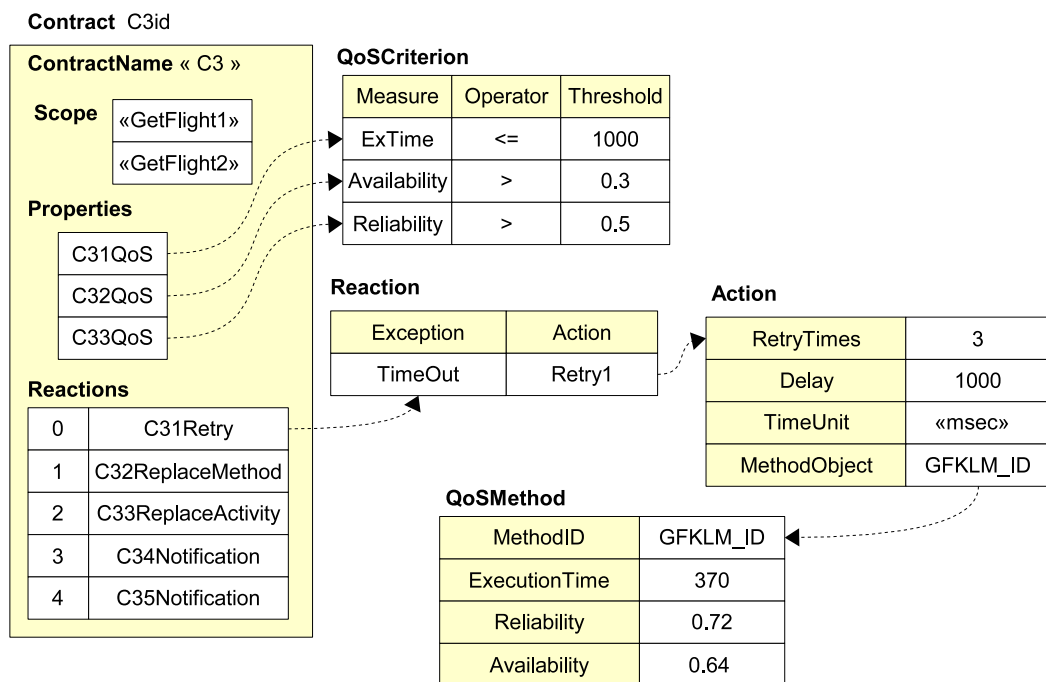 Contract C3id
ContractName « C3 »
Scope
«GetFlight1»
«GetFlight2»
Properties
C31QoS
C32QoS
C33QoS
Reactions
0 C31Retry
1 C32ReplaceMethod
2 C33ReplaceActivity
3 C34Notification
4 C35Notification
QoSCriterion
Measure Operator Threshold
ExTime <= 1000
Availability > 0.3
Reliability > 0.5
Reaction
Exception Action
TimeOut Retry1
Action
RetryTimes 3
Delay 1000
TimeUnit «msec»
MethodObject GFKLM_ID
QoSMethod
MethodID GFKLM_ID
ExecutionTime 370
Reliability 0.72
Availability 0.64